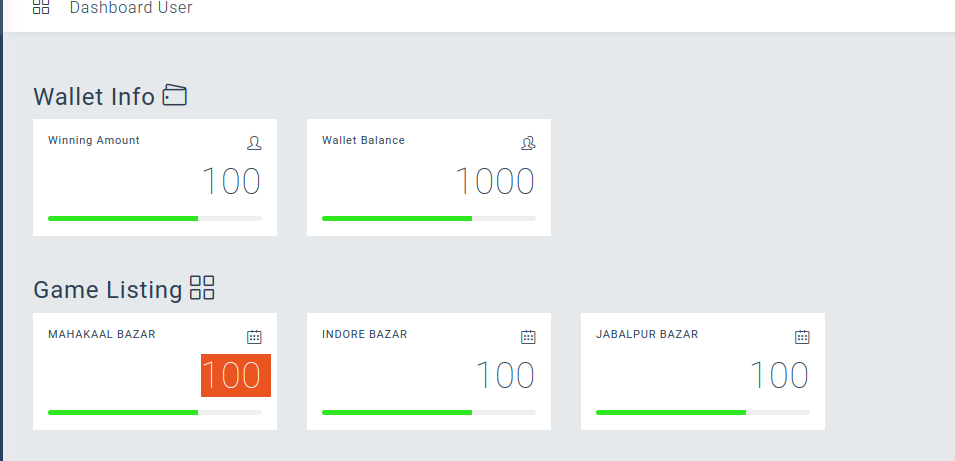 Dashboard User
Wallet Info
Winning Amount
100
Wallet Balance
1000
Game Listing
MAHAKAAL BAZAR
100
INDORE BAZAR
100
JABALPUR BAZAR
100